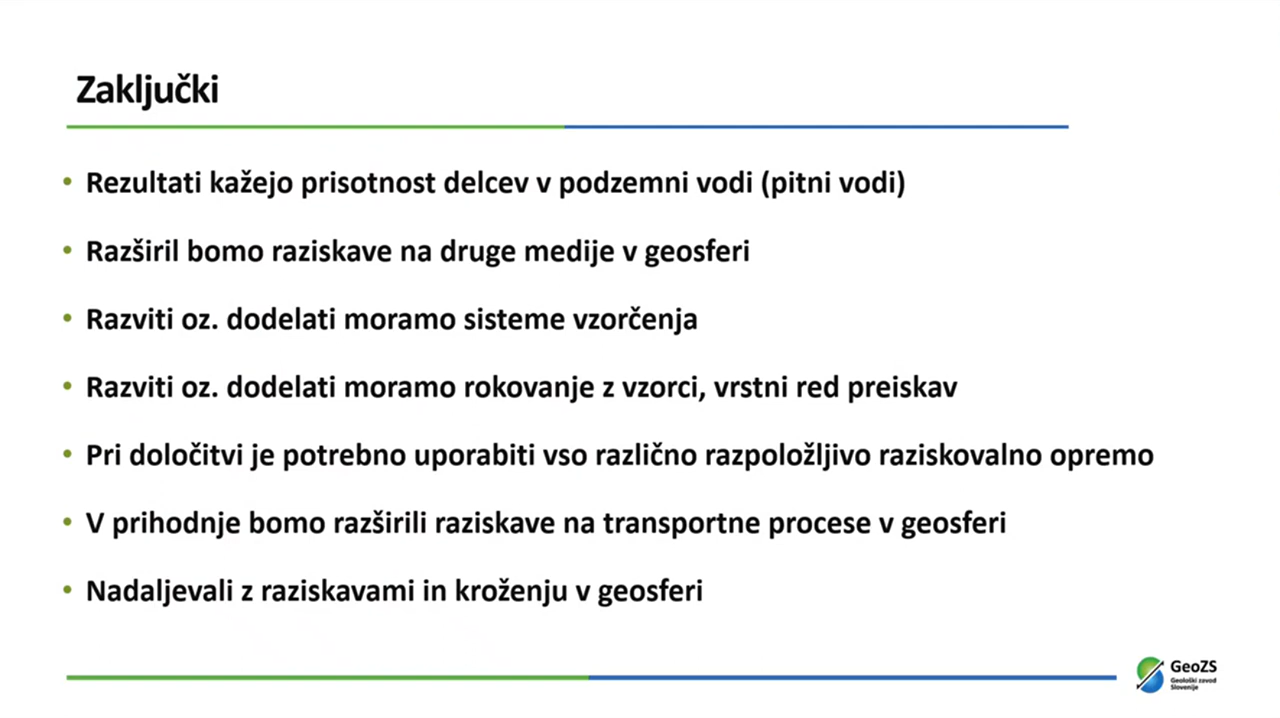 Zaključki
• Rezultati kažejo prisotnost delcev v podzemni vodi (pitni vodi)
• Razširil bomo raziskave na druge medije v geosferi
• Razviti oz. dodelati moramo sisteme vzorčenja
• Razviti oz. dodelati moramo rokovanje z vzorci, vrstni red preiskav
• Pri določitvi je potrebno uporabiti vso različno razpoložljivo raziskovalno opremo
• V prihodnje bomo razširili raziskave na transportne procese v geosferi
• Nadaljevali z raziskavami in kroženju v geosferi
GeoZS
Geološki zavod
Slovenije